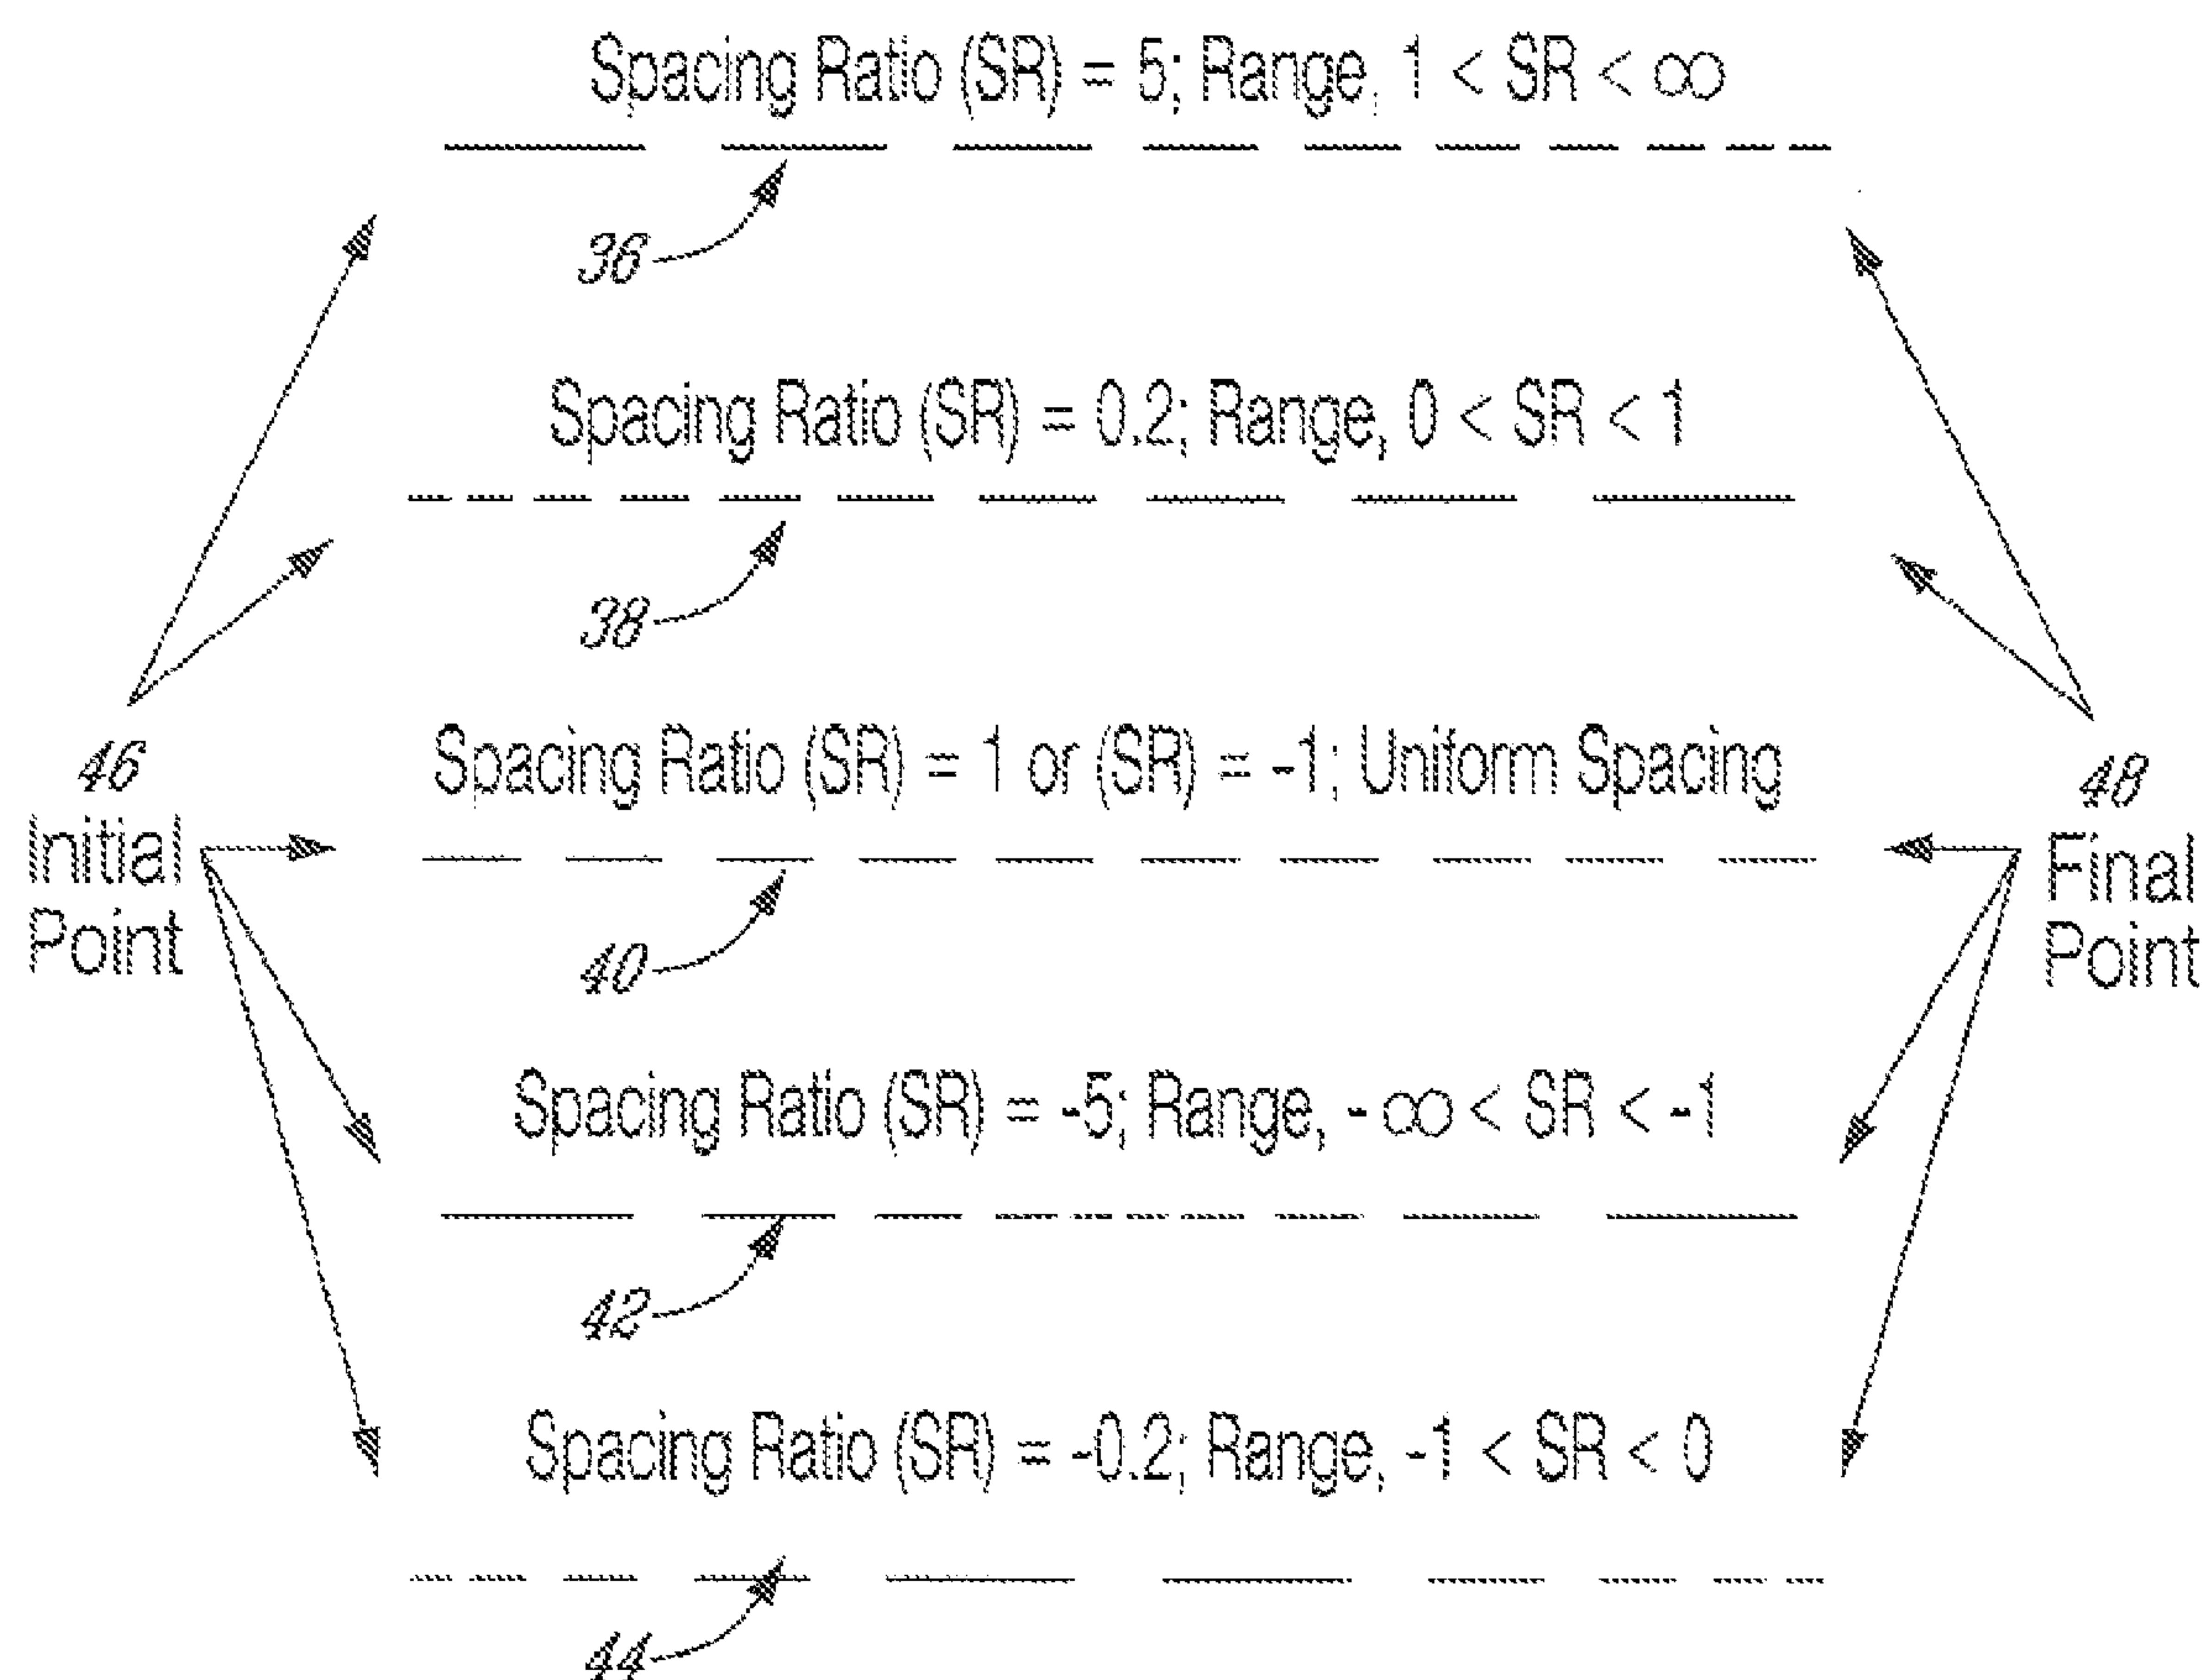 Spacing Ratio (SR) = 5; Range, 1 < SR < ∞
36
Spacing Ratio (SR) = 0.2; Range, 0 < SR < 1
38
Spacing Ratio (SR) = 1 or (SR) = -1; Uniform Spacing
46
Initial
Point
48
Final
Point
40
Spacing Ratio (SR) = -5; Range, - ∞ < SR < -1
42
Spacing Ratio (SR) = -0.2; Range, -1 < SR < 0
44